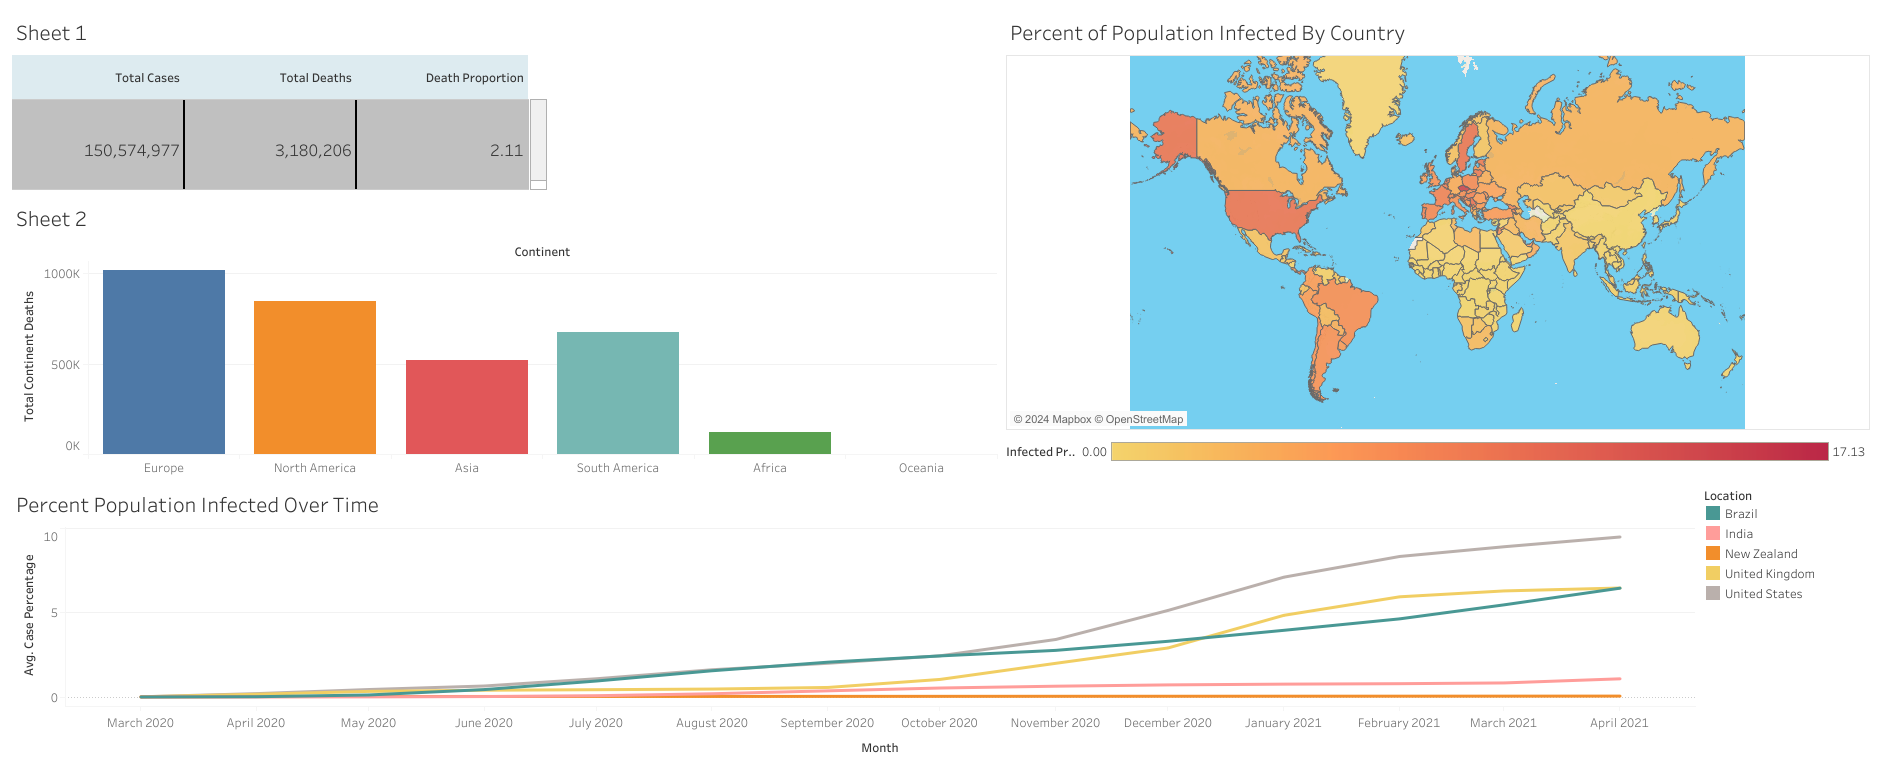 Sheet 1
Total Cases Total Deaths Death Proportion
150,574,977 3,180,206 2.11
Sheet 2
Continent
Total Continent Deaths
1000K
500K
0K
Europe North America Asia South America Africa Oceania
Percent of Population Infected By Country
© 2024 Mapbox © OpenStreetMap
Infected Pr.. 0.00 17.13
Percent Population Infected Over Time
Avg. Case Percentage
10
5
0
March 2020 April 2020 May 2020 June 2020 July 2020 August 2020 September 2020 October 2020 November 2020 December 2020 January 2021 February 2021 March 2021 April 2021
Month
Location
Brazil
India
New Zealand
United Kingdom
United States